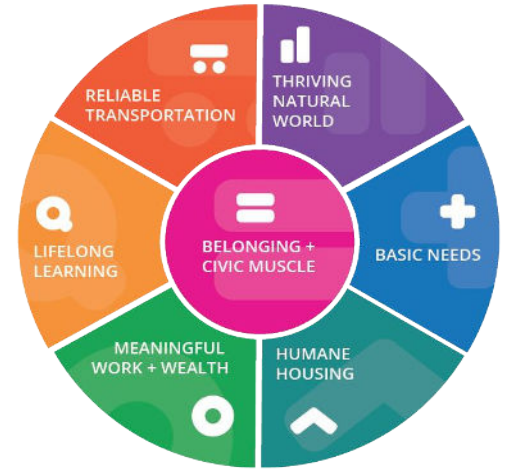 RELIABLE
TRANSPORTATION
THRIVING
NATURAL
WORLD
BASIC NEEDS
HUMANE
HOUSING
MEANINGFUL
WORK + WEALTH
LIFELONG
LEARNING
BELONGING +
CIVIC MUSCLE